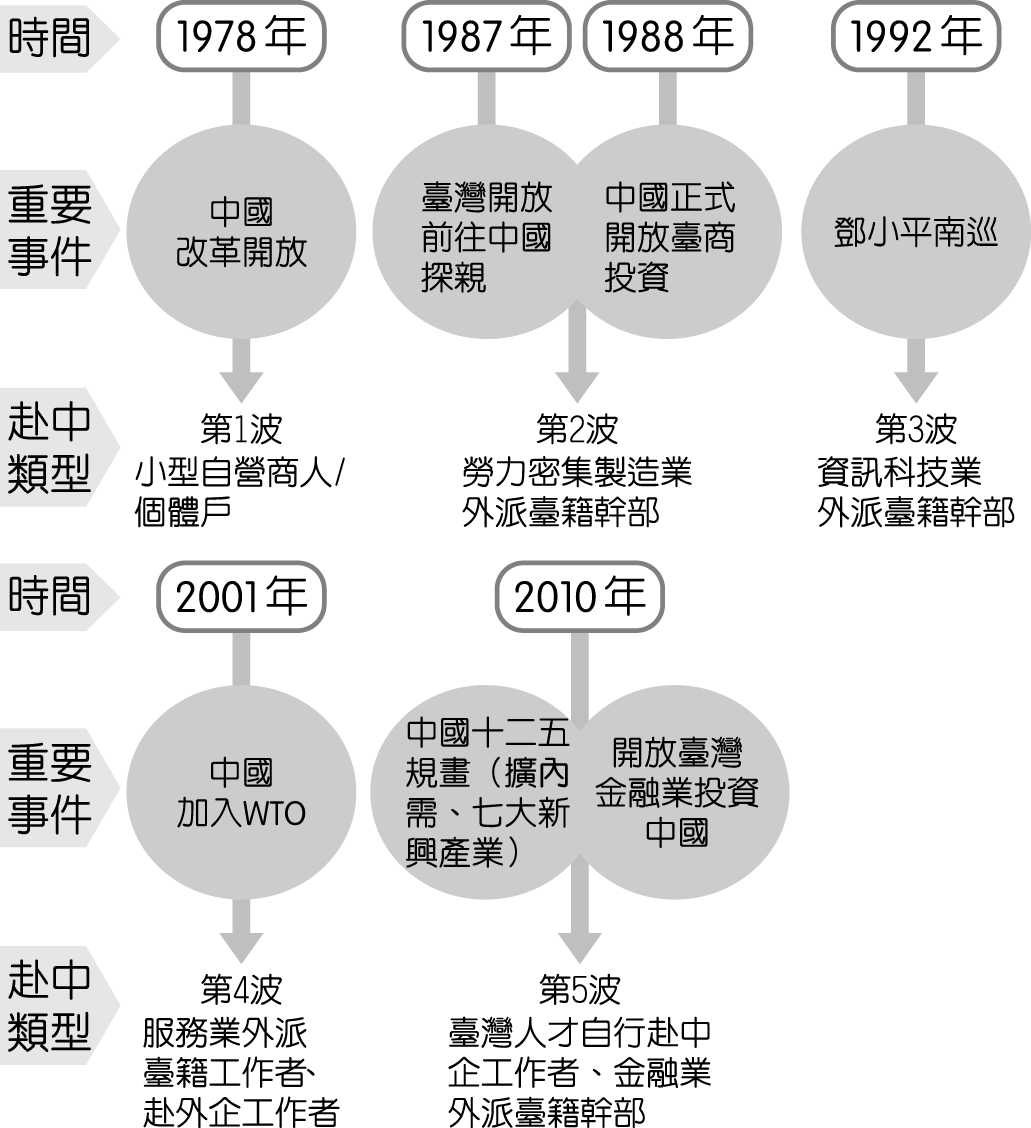 時間
1978年
1987年
1988年
1992年
重要
事件
中國
改革開放
臺灣開放
前往中國
探親
中國正式
開放臺商
投資
鄧小平南巡
赴中
類型
第1波
小型自營商人/
個體戶
第2波
勞力密集製造業
外派臺籍幹部
第3波
資訊科技業
外派臺籍幹部
時間
2001年
2010年
重要
事件
中國
加入WTO
中國十二五
規畫（擴內
需、七大新
興產業）
開放臺灣
金融業投資
中國
赴中
類型
第4波
服務業外派
臺籍工作者、
赴外企工作者
第5波
臺灣人才自行赴中
企工作者、金融業
外派臺籍幹部